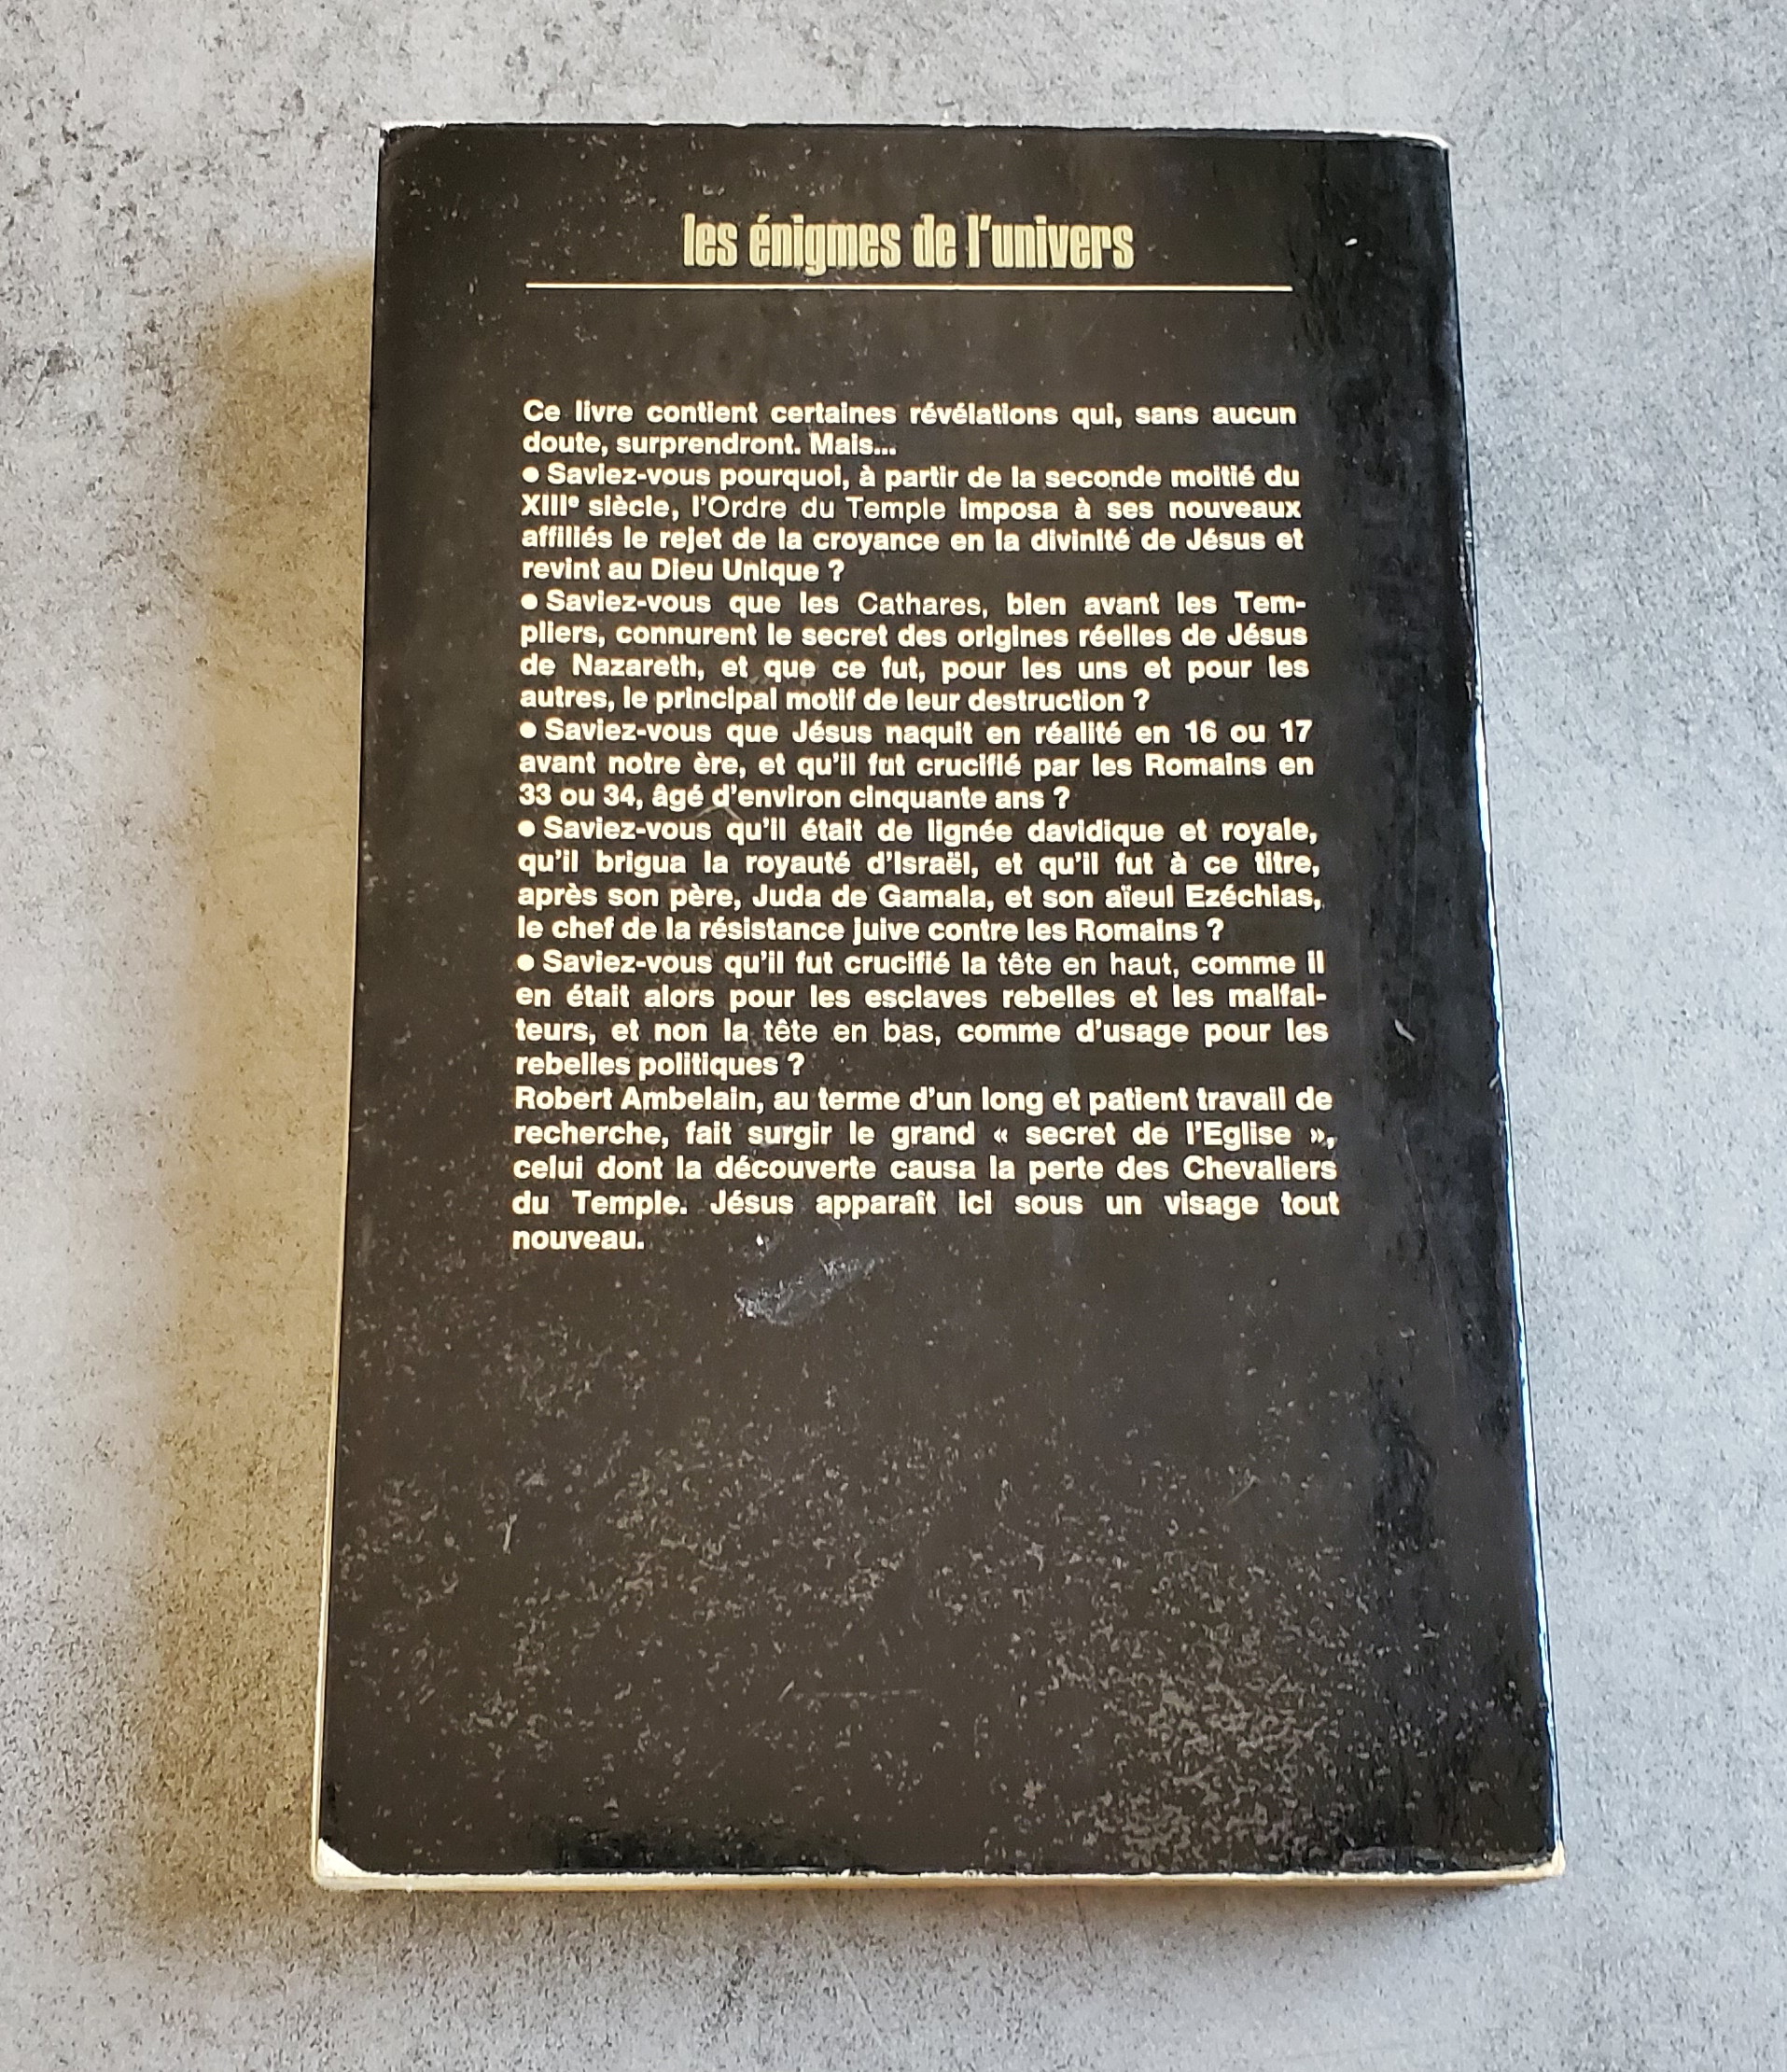 les énigmes de l'univers
Ce livre contient certaines révélations qui, sans aucun
doute, surprendront. Mais...
● Saviez-vous pourquoi, à partir de la seconde moitié du
XIIIe siècle, l'Ordre du Temple imposa à ses nouveaux
affiliés le rejet de la croyance en la divinité de Jésus et
revint au Dieu Unique ?
● Saviez-vous que les Cathares, bien avant les Tem-
pliers, connurent le secret des origines réelles de Jésus
de Nazareth, et que ce fut, pour les uns et pour les
autres, le principal motif de leur destruction ?
● Saviez-vous que Jésus naquit en réalité en 16 ou 17
avant notre ère, et qu'il fut crucifié par les Romains en
33 ou 34, âgé d'environ cinquante ans ?
● Saviez-vous qu'il était de lignée davidique et royale,
qu'il brigua la royauté d'Israël, et qu'il fut à ce titre,
après son père, Juda de Gamala, et son aïeul Ezéchias,
le chef de la résistance juive contre les Romains ?
● Saviez-vous qu'il fut crucifié la tête en haut, comme il
en était alors pour les esclaves rebelles et les malfai-
teurs, et non la tête en bas, comme d'usage pour les
rebelles politiques ?
Robert Ambelain, au terme d'un long et patient travail de
recherche, fait surgir le grand « secret de l'Eglise »,
celui dont la découverte causa la perte des Chevaliers
du Temple. Jésus apparaît ici sous un visage tout
nouveau.